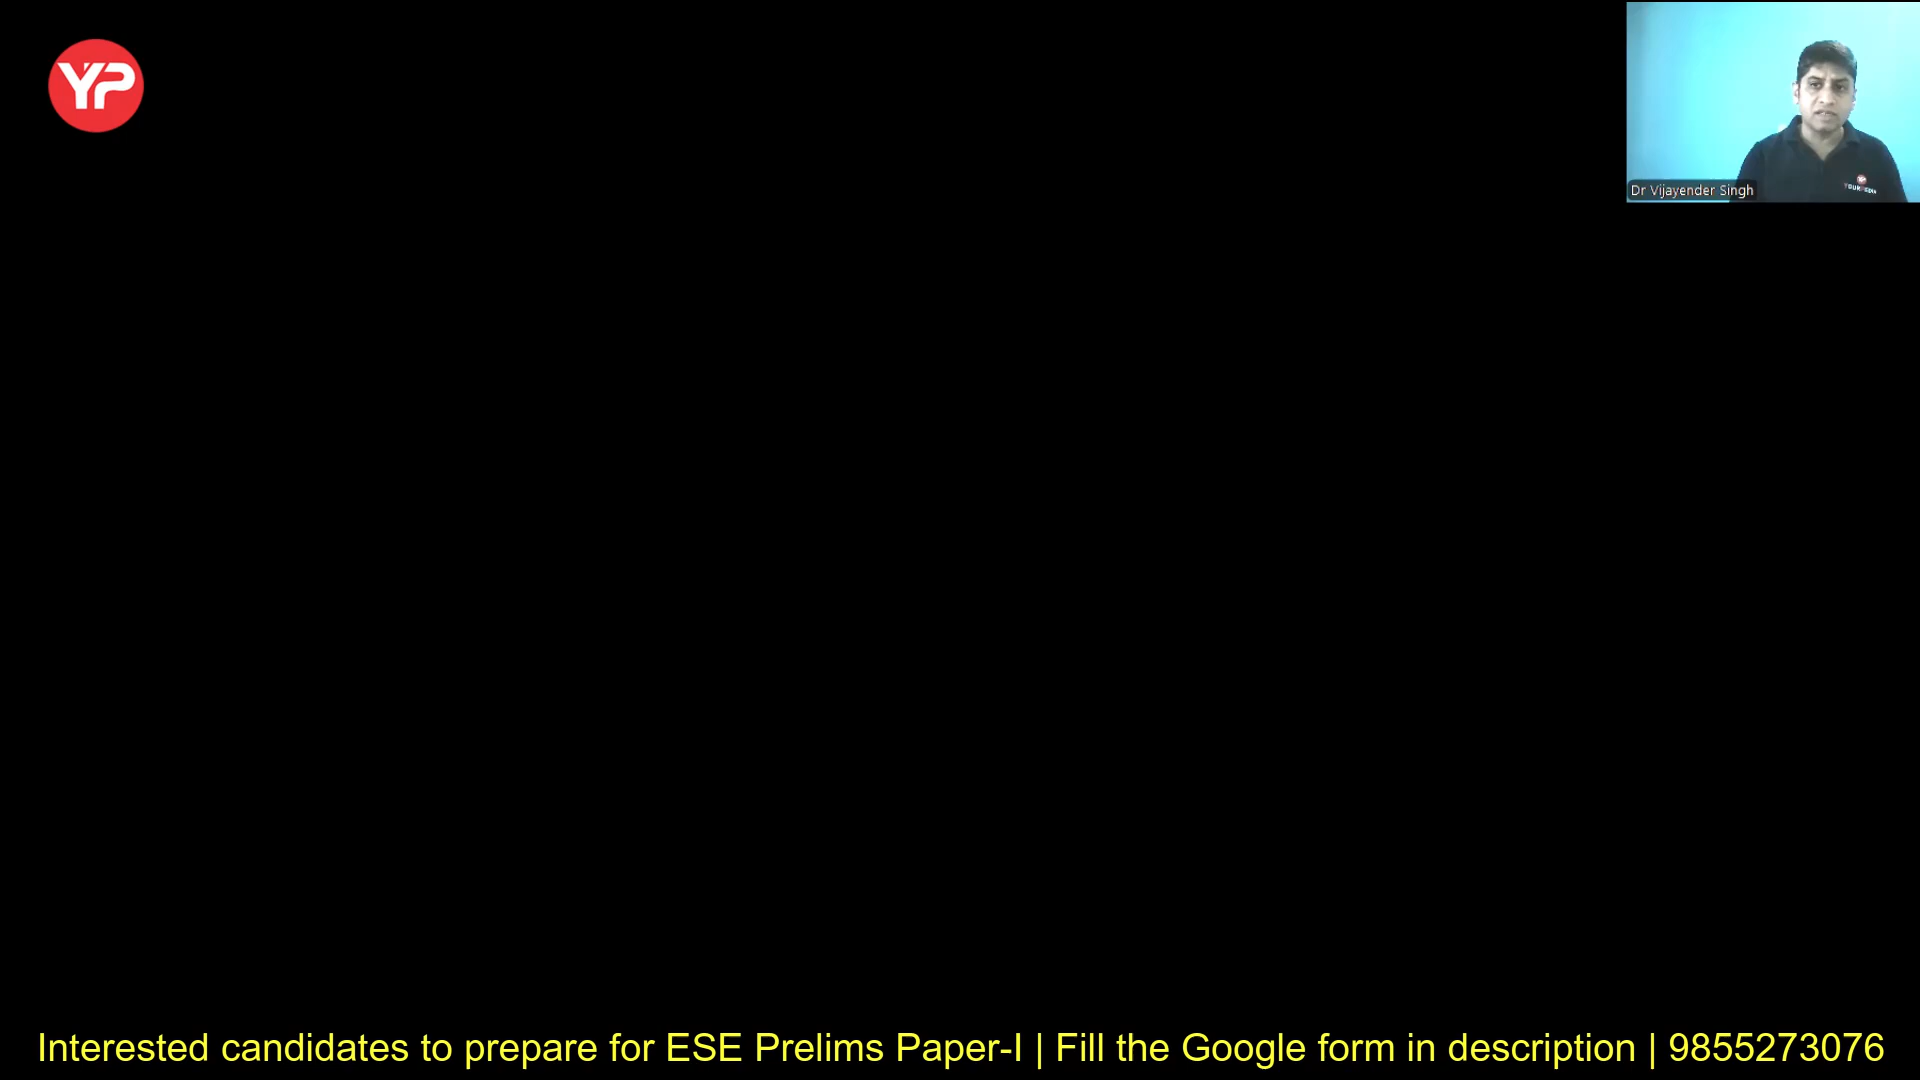 YP
Dr Vijayender Singh
YOURPEDIA
Interested candidates to prepare for ESE Prelims Paper-I | Fill the Google form in description | 9855273076